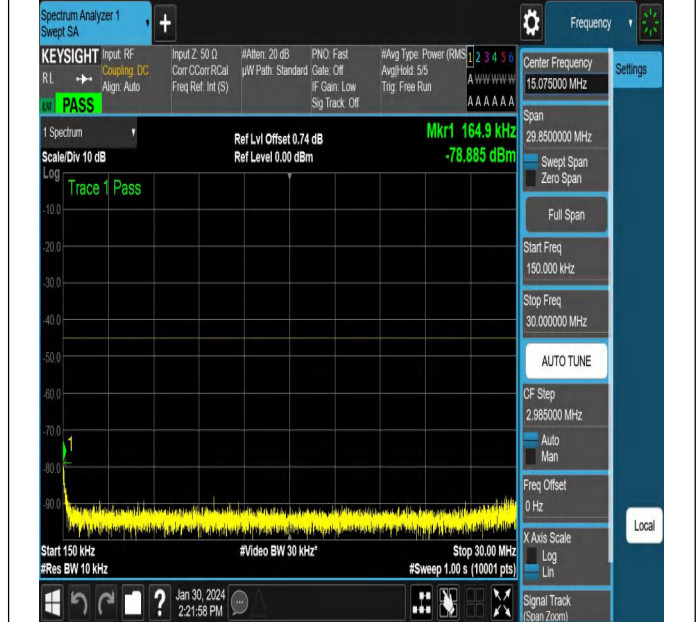 Spectrum Analyzer 1
Swept SA
Frequency
KEYSIGHT
RL
PASS
Input: RF
Coupling: DC
Align: Auto
Input Z: 50 Ω
Corr CCorr RCal
Freq Ref: Int (S)
#Atten: 20 dB
µW Path: Standard
PNO: Fast
Gate: Off
IF Gain: Low
Sig Track: Off
#Avg Type: Power (RMS
Avg|Hold: 5/5
Trig: Free Run
1 2 3 4 5 6
A W W W W W
A A A A A A
1 Spectrum
Scale/Div 10 dB
Log
Ref Lvl Offset 0.74 dB
Ref Level 0.00 dBm
Mkr1 164.9 kHz
-78.885 dBm
Trace 1 Pass
-10.0
-20.0
-30.0
-40.0
-50.0
-60.0
-70.0
1
-80.0
-90.0
Start 150 kHz
#Res BW 10 kHz
#Video BW 30 kHz*
Stop 30.00 MHz
#Sweep 1.00 s (10001 pts)
Jan 30, 2024
2:21:58 PM
?
Center Frequency
15.075000 MHz
Settings
Span
29.8500000 MHz
Swept Span
Zero Span
Full Span
Start Freq
150.000 kHz
Stop Freq
30.000000 MHz
AUTO TUNE
CF Step
2.985000 MHz
Auto
Man
Freq Offset
0 Hz
X Axis Scale
Log
Lin
Local
Signal Track
(Span Zoom)